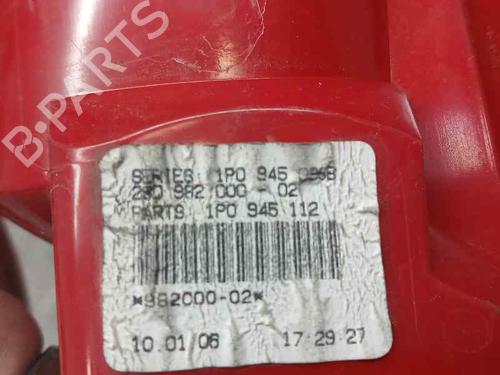 B-PARTS
SERIES: 1P0 945 096B
230 982 000 - 02
PARTS: 1P0 945 112
*982000-02*
10.01.06 17:29:27